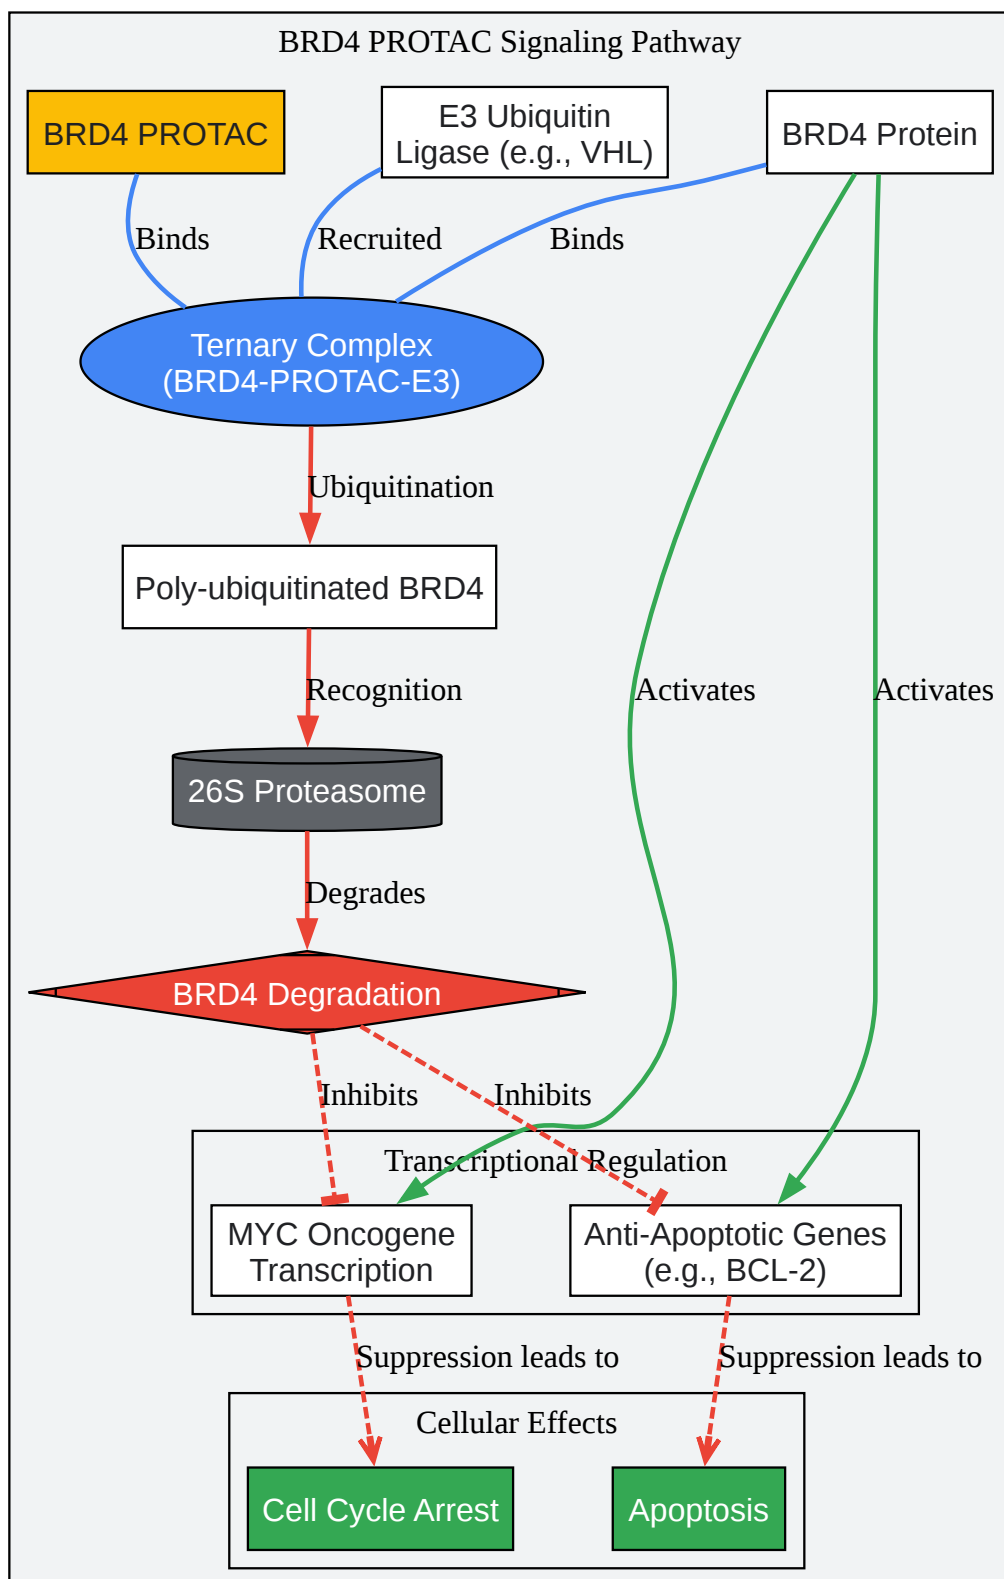 BRD4 PROTAC Signaling Pathway
BRD4 PROTAC
E3 Ubiquitin
Ligase (e.g., VHL)
BRD4 Protein
Binds
Recruited
Binds
Ternary Complex
(BRD4-PROTAC-E3)
Ubiquitination
Poly-ubiquitinated BRD4
Recognition
Activates
Activates
26S Proteasome
Degrades
BRD4 Degradation
Inhibits
Inhibits
Transcriptional Regulation
MYC Oncogene
Transcription
Anti-Apoptotic Genes
(e.g., BCL-2)
Suppression leads to
Suppression leads to
Cellular Effects
Cell Cycle Arrest
Apoptosis